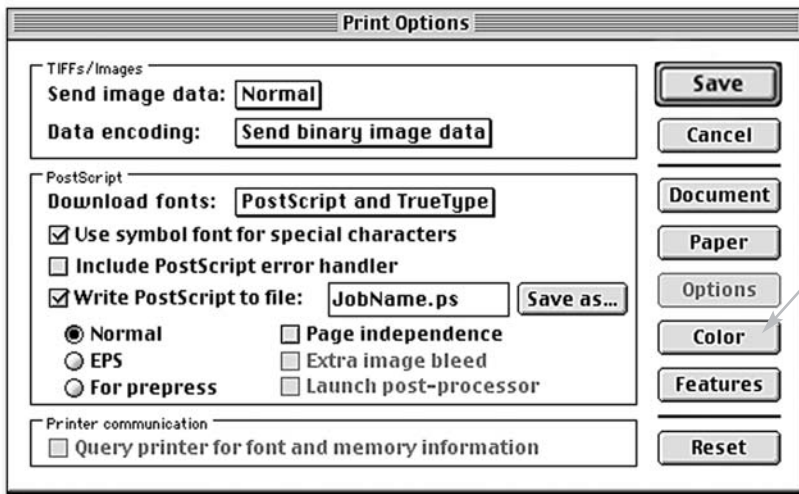 Print Options
TIFFs/Images
Send image data: Normal
Data encoding: Send binary image data
PostScript
Download fonts: PostScript and TrueType
Use symbol font for special characters
Include PostScript error handler
Write PostScript to file: JobName.ps Save as...
Normal Page independence
EPS Extra image bleed
For prepress Launch post-processor
Printer communication
Query printer for font and memory information
Save
Cancel
Document
Paper
Options
Color
Features
Reset